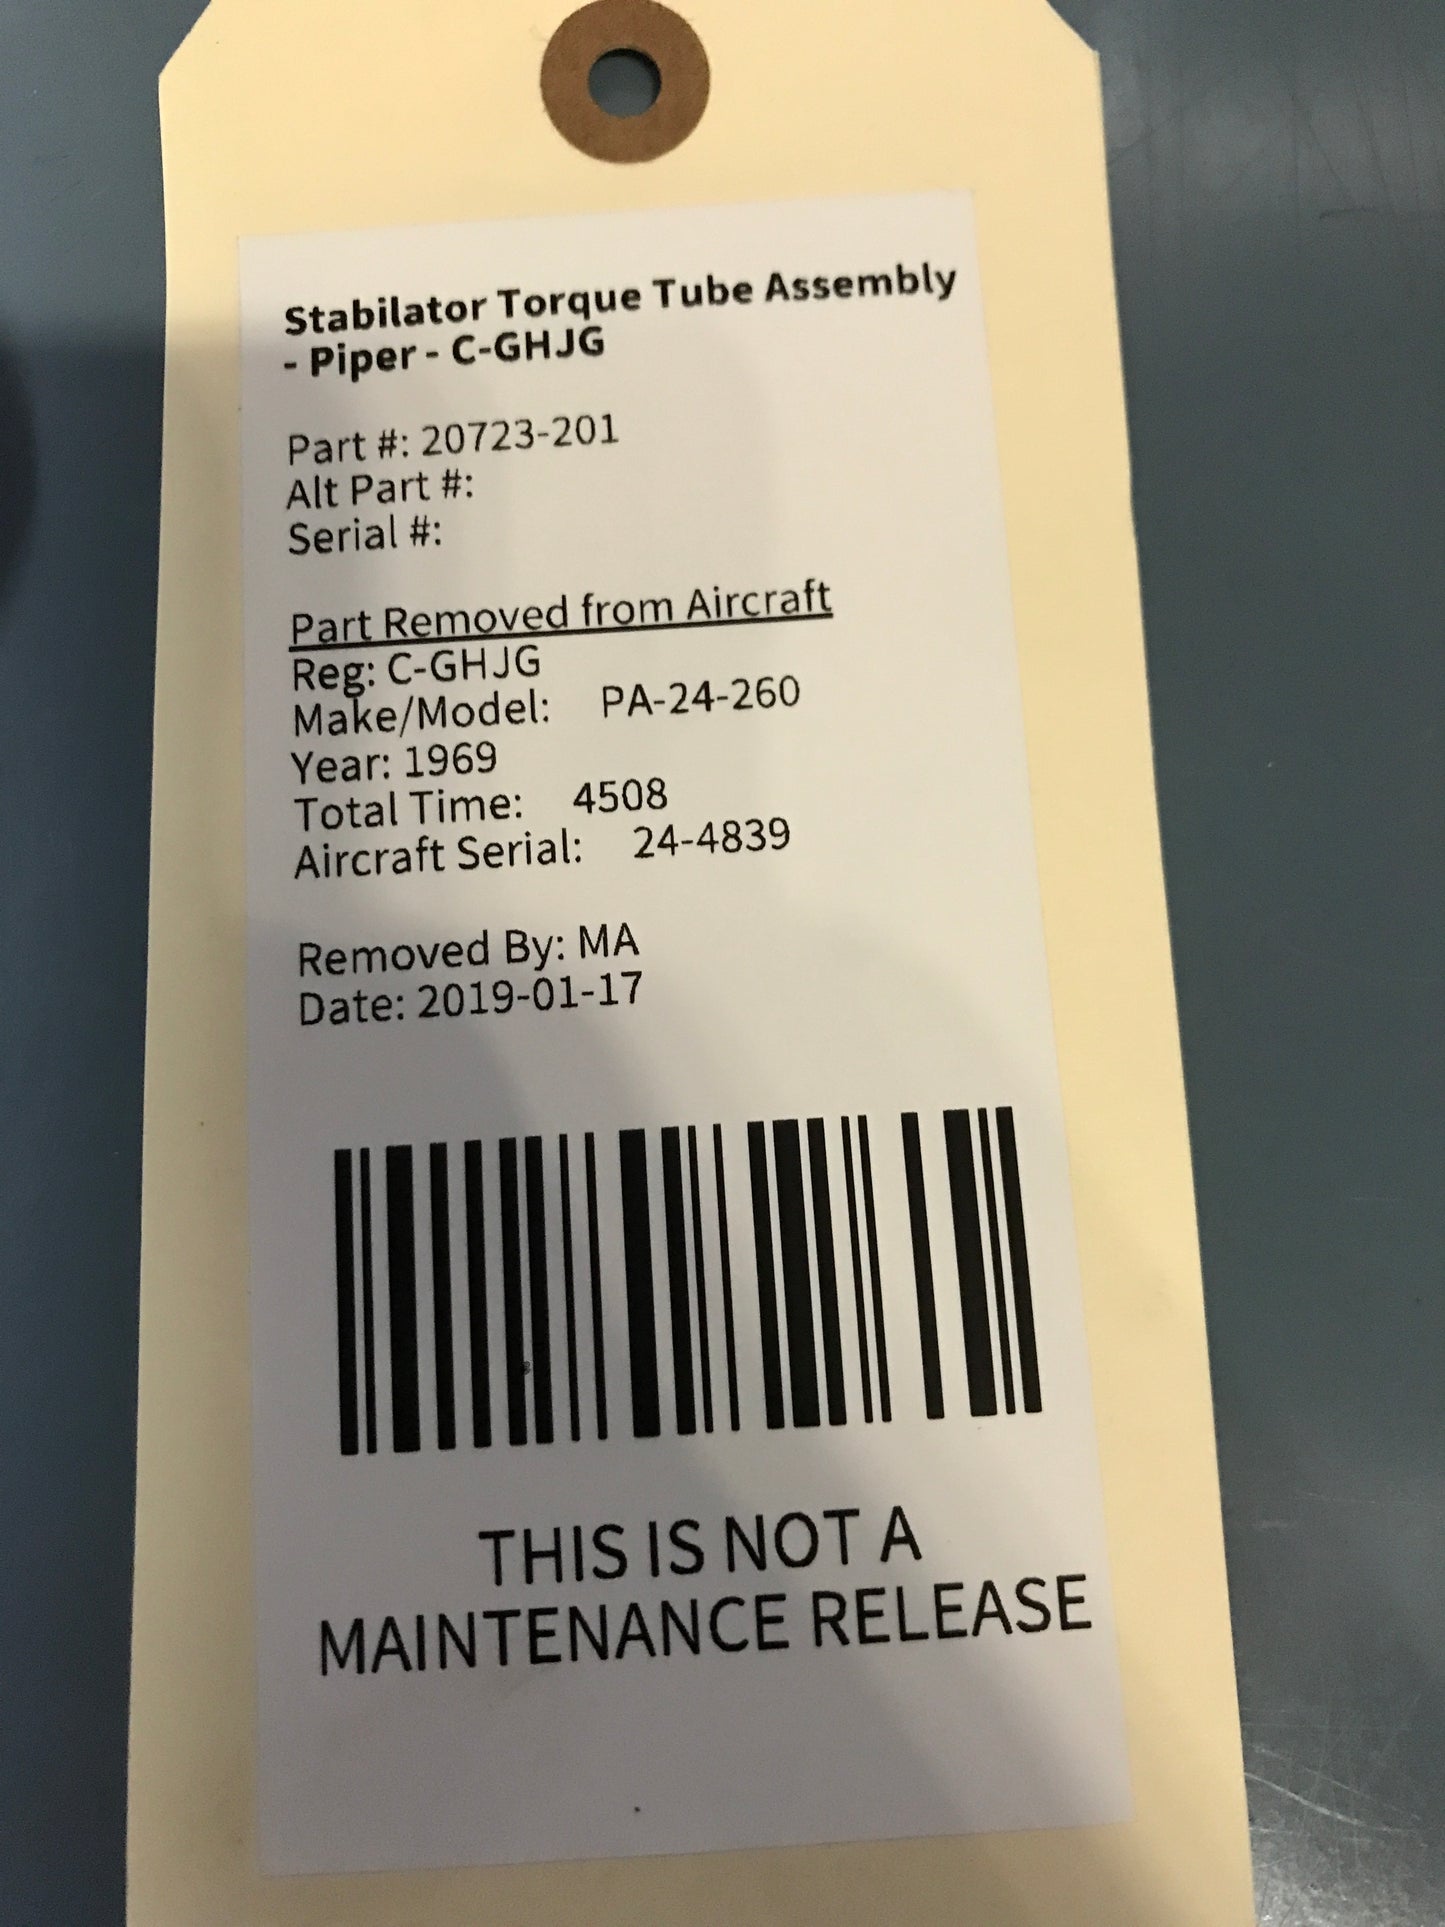 Stabilator Torque Tube Assembly
- Piper - C-GHJG
Part #: 20723-201
Alt Part #:
Serial #:
Part Removed from Aircraft
Reg: C-GHJG
Make/Model: PA-24-260
Year: 1969
Total Time: 4508
Aircraft Serial: 24-4839
Removed By: MA
Date: 2019-01-17
THIS IS NOT A
MAINTENANCE RELEASE